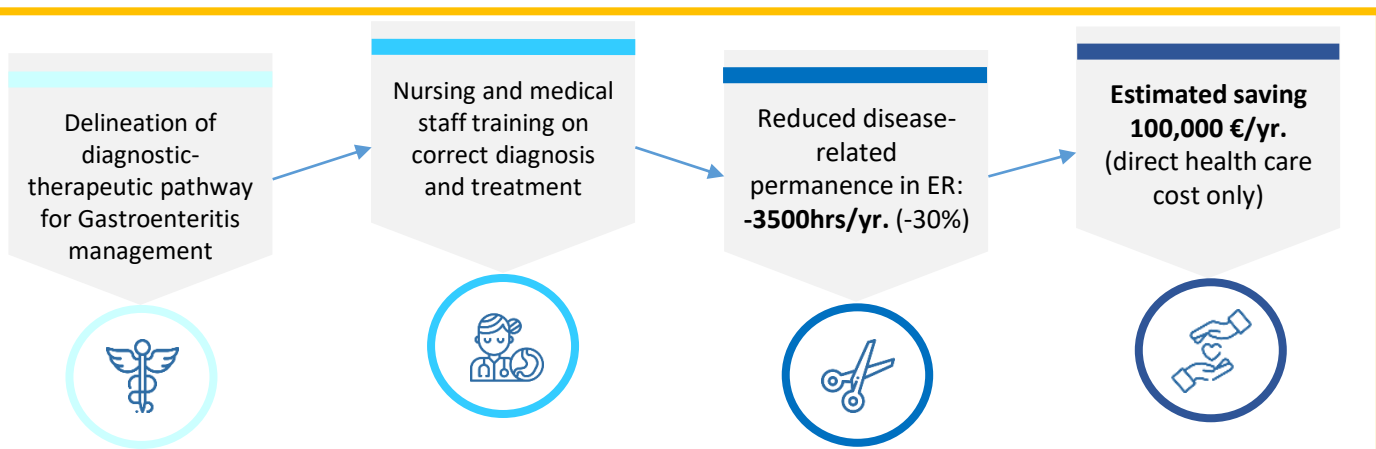 Delineation of
diagnostic-
therapeutic pathway
for Gastroenteritis
management
Nursing and medical
staff training on
correct diagnosis
and treatment
Reduced disease-
related
permanence in ER:
-3500hrs/yr. (-30%)
Estimated saving
100,000 €/yr.
(direct health care
cost only)